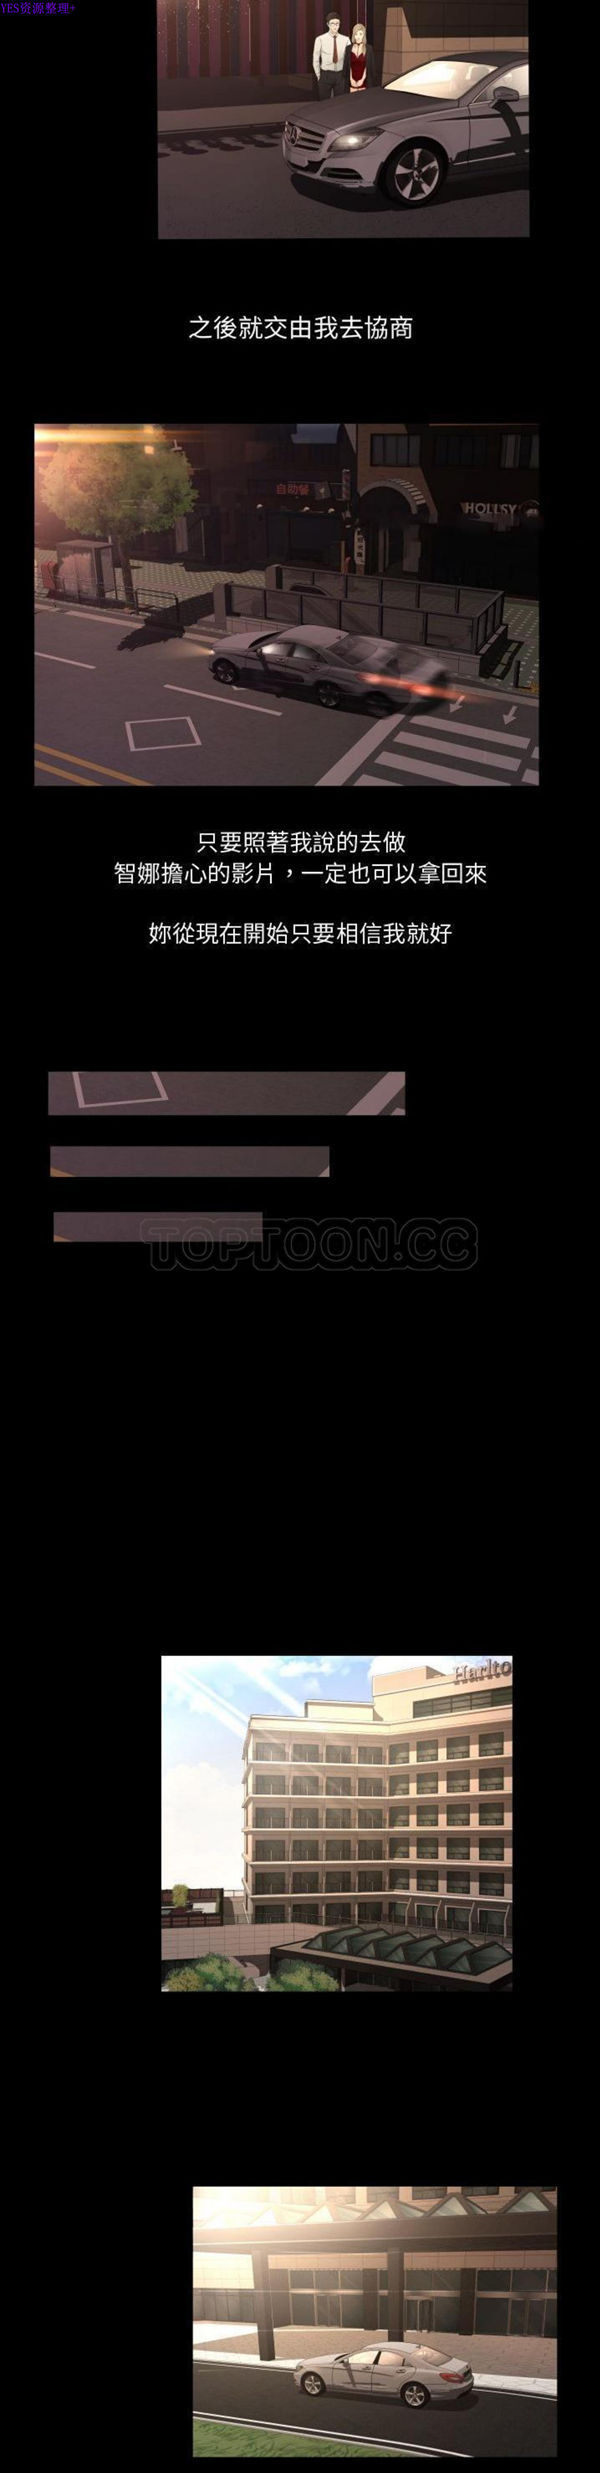 YES资源整理+
之後就交由我去協商
自助餐
HOLLSY
只要照著我說的去做
智娜擔心的影片，一定也可以拿回來
妳從現在開始只要相信我就好
TOPTOON.CC
Harlto